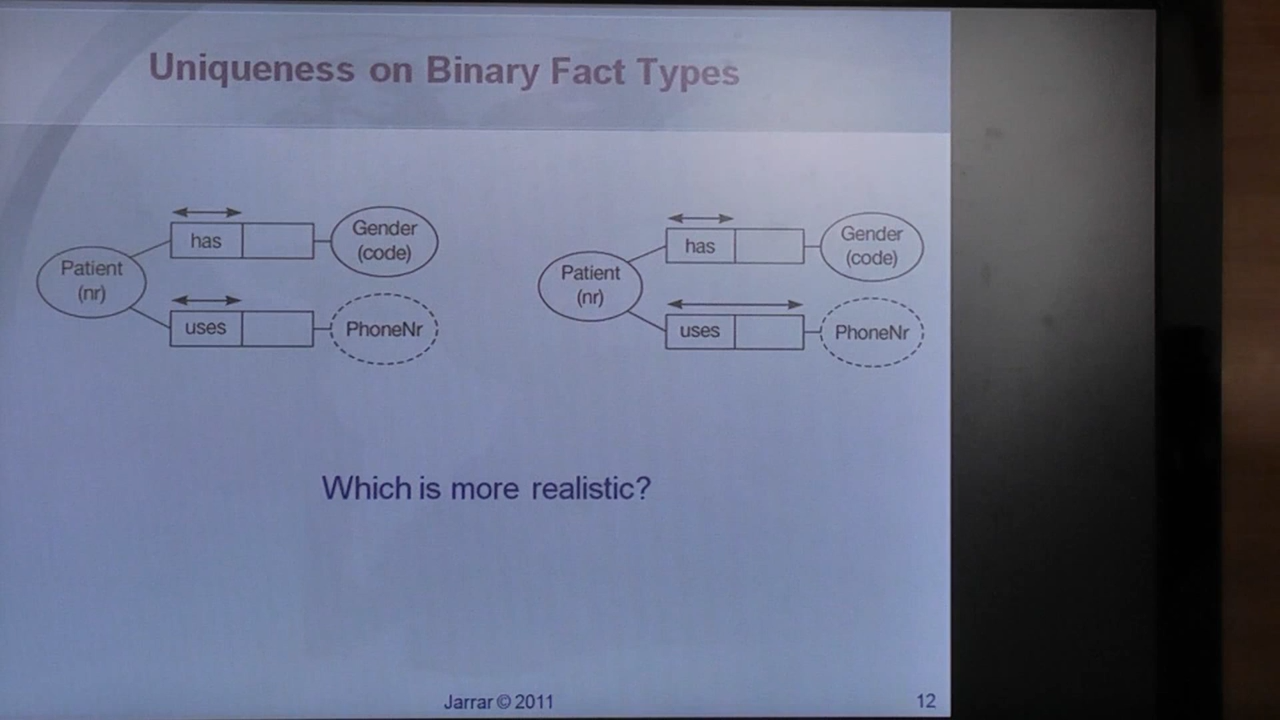 Uniqueness on Binary Fact Types
Patient
(nr)
has
Gender
(code)
uses
PhoneNr
Patient
(nr)
has
Gender
(code)
uses
PhoneNr
Which is more realistic?
Jarrar © 2011
12